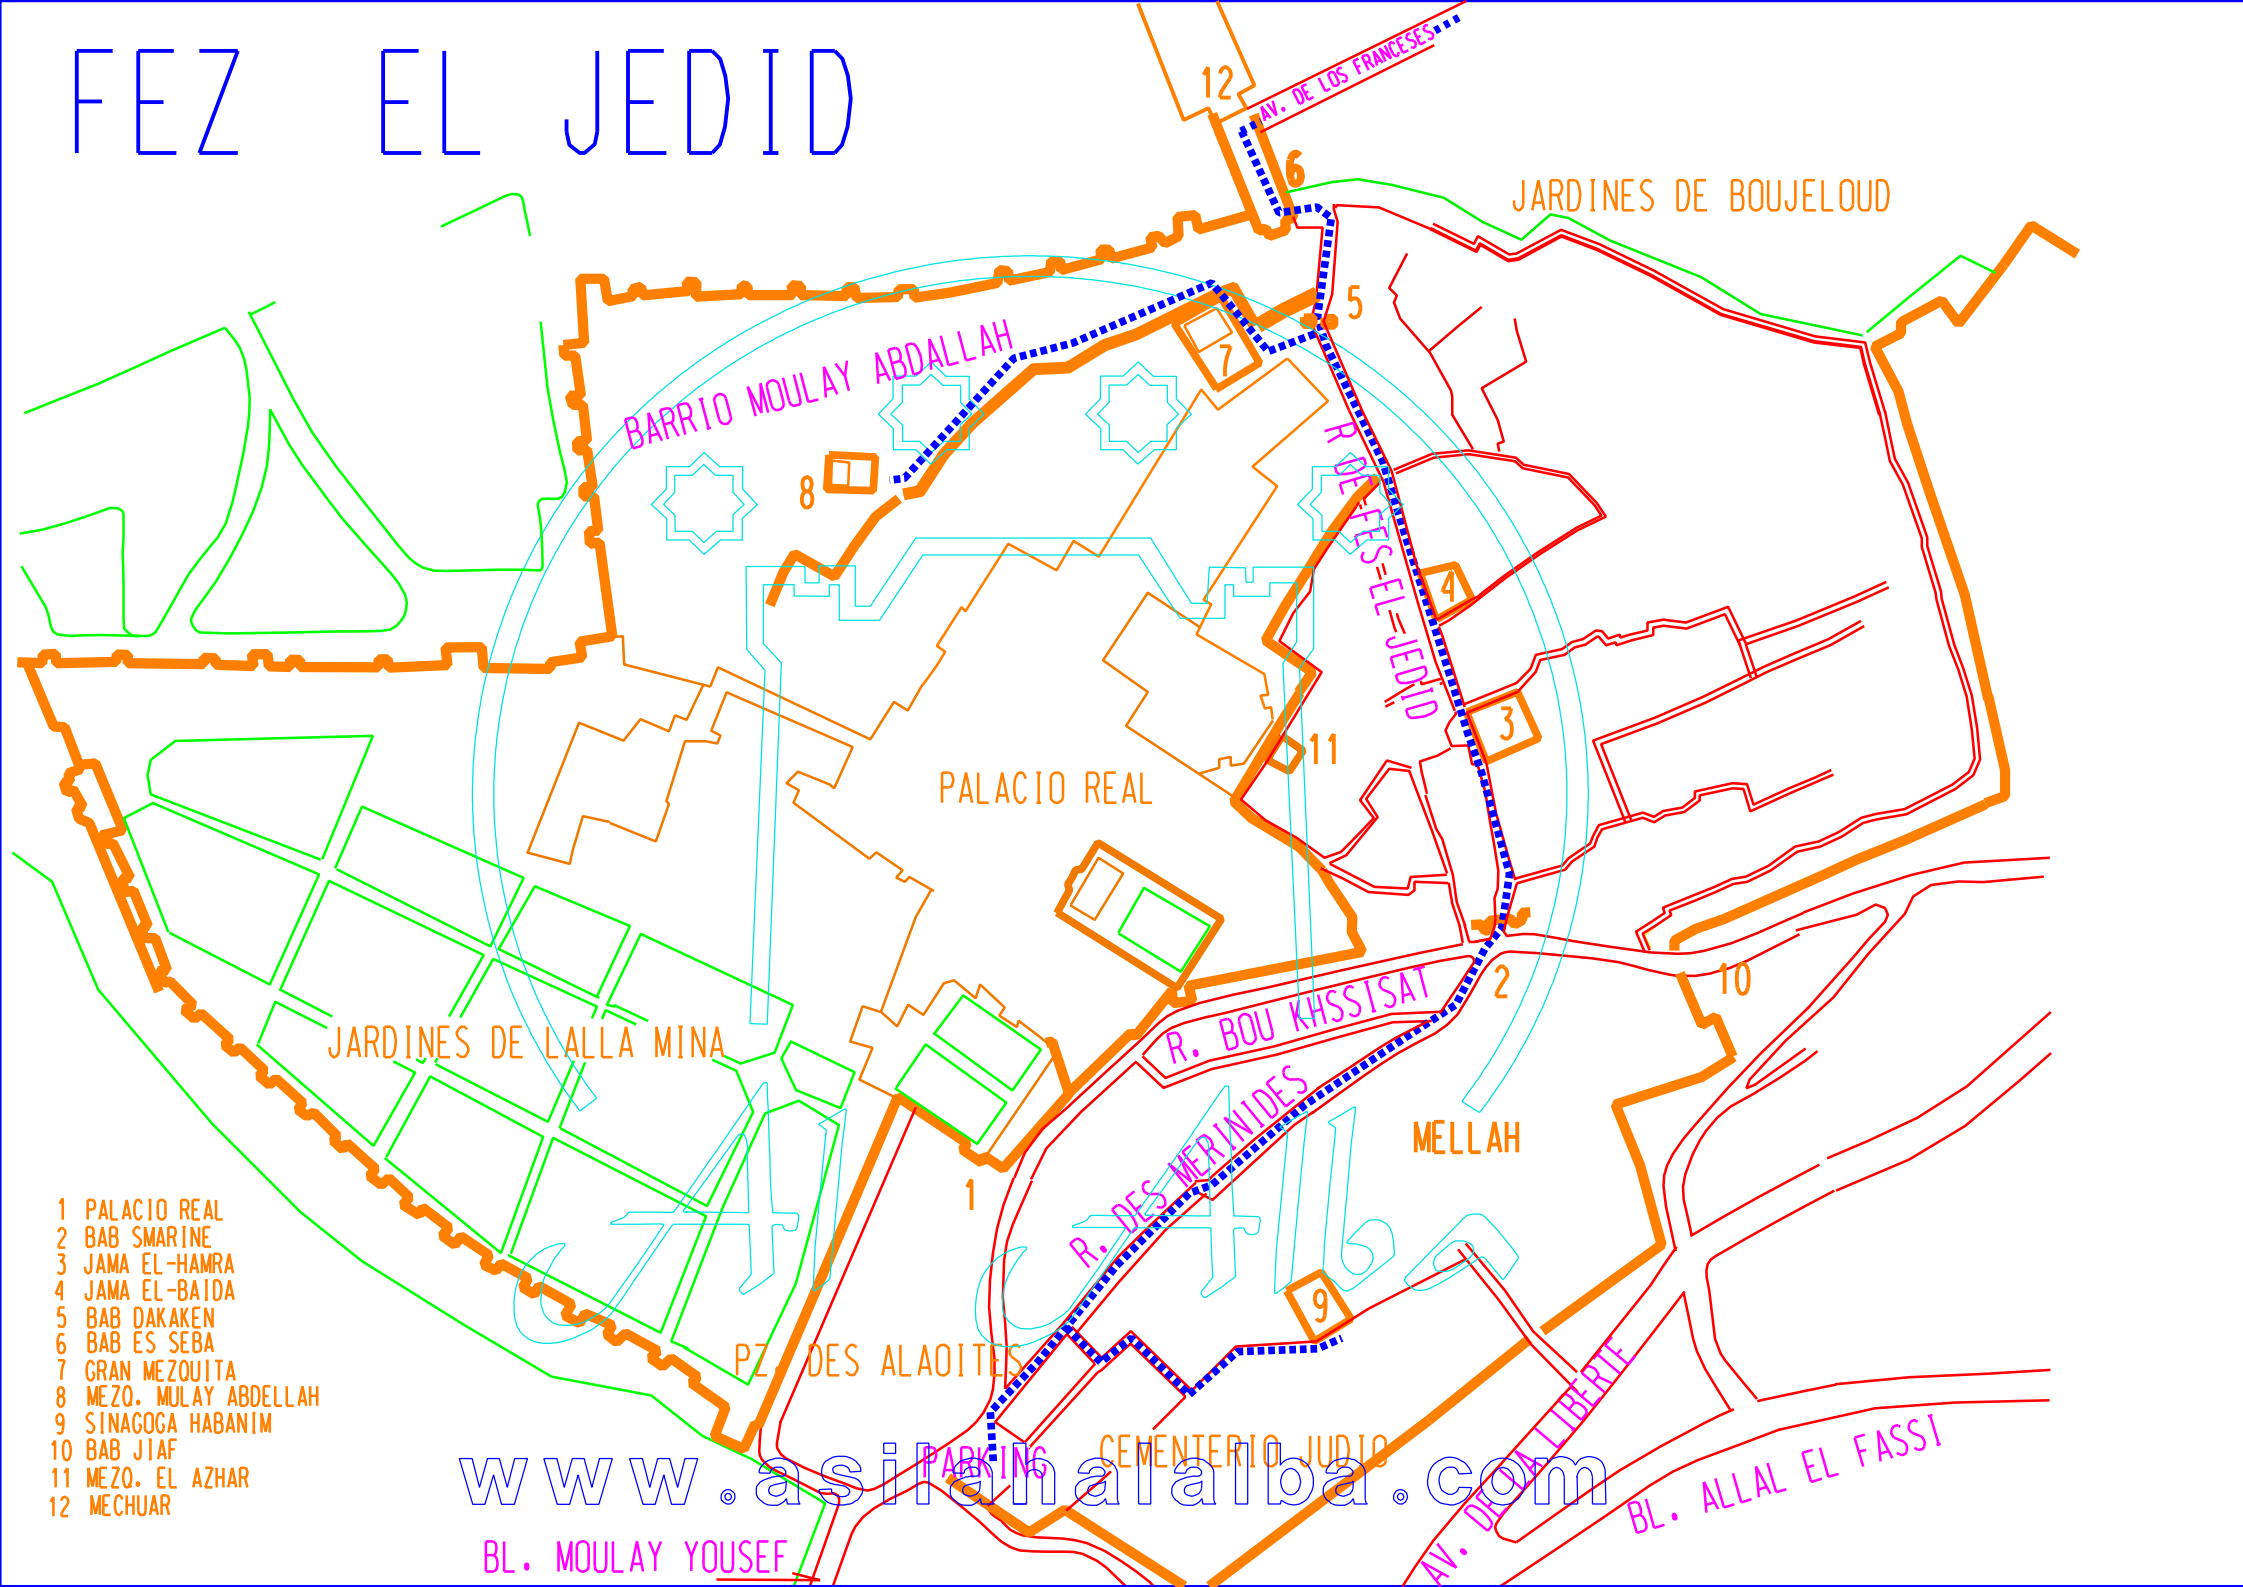 FEZ EL JEDID
12
AV. DE LOS FRANCESES
6
JARDINES DE BOUJELOUD
5
7
BARRIO MOULAY ABDALLAH
8
R DE-FES-EL-JEDID
4
3
11
PALACIO REAL
2
10
R. BOU KHSSISAT
JARDINES DE LALLA MINA
R. DES MERINIDES
MELLAH
1
Alba
9
PZ. DES ALAOITES
PARKING
CEMENTERIO JUDIO
AV. DE LA LIBERTE
BL. ALLAL EL FASSI
www.asilahalalba.com
BL. MOULAY YOUSEF
1 PALACIO REAL
2 BAB SMARINE
3 JAMA EL-HAMRA
4 JAMA EL-BAIDA
5 BAB DAKAKEN
6 BAB ES SEBA
7 GRAN MEZQUITA
8 MEZQ. MULAY ABDELLAH
9 SINAGOGA HABANIM
10 BAB JIAF
11 MEZQ. EL AZHAR
12 MECHUAR